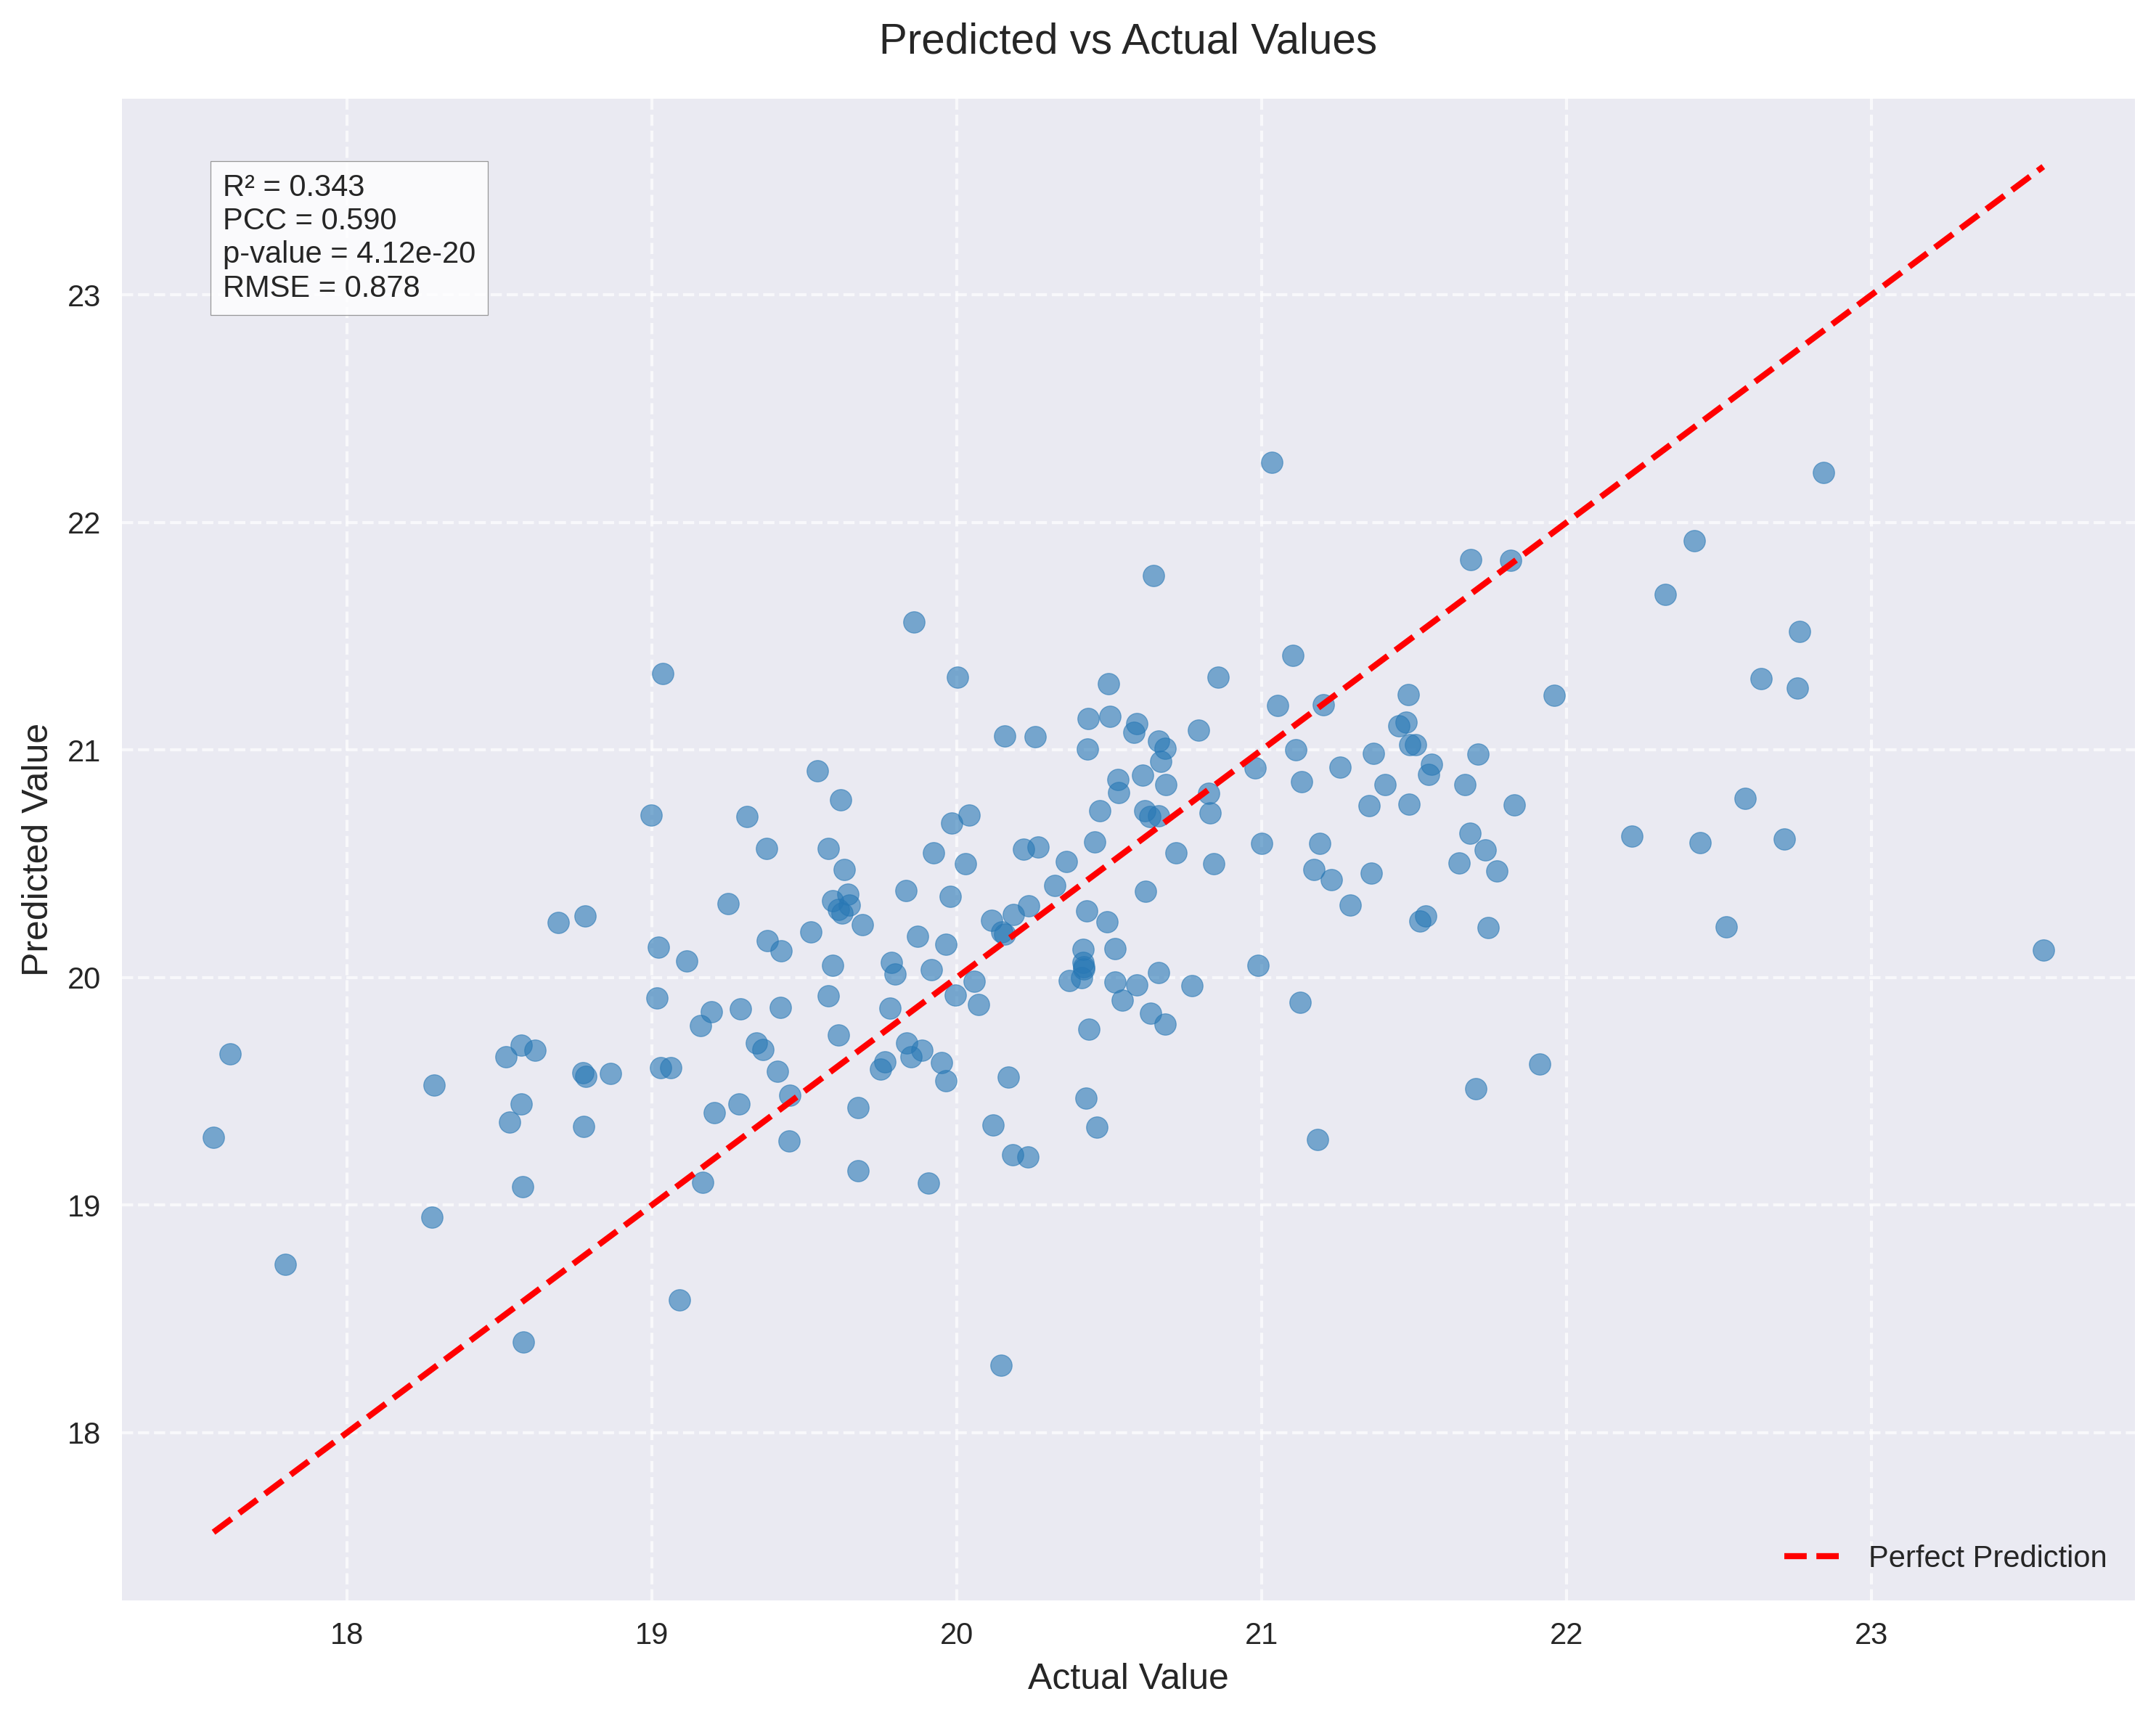 Predicted vs Actual Values
R² = 0.343
PCC = 0.590
p-value = 4.12e-20
RMSE = 0.878
23
22
21
20
19
18
Predicted Value
Perfect Prediction
18 19 20 21 22 23
Actual Value